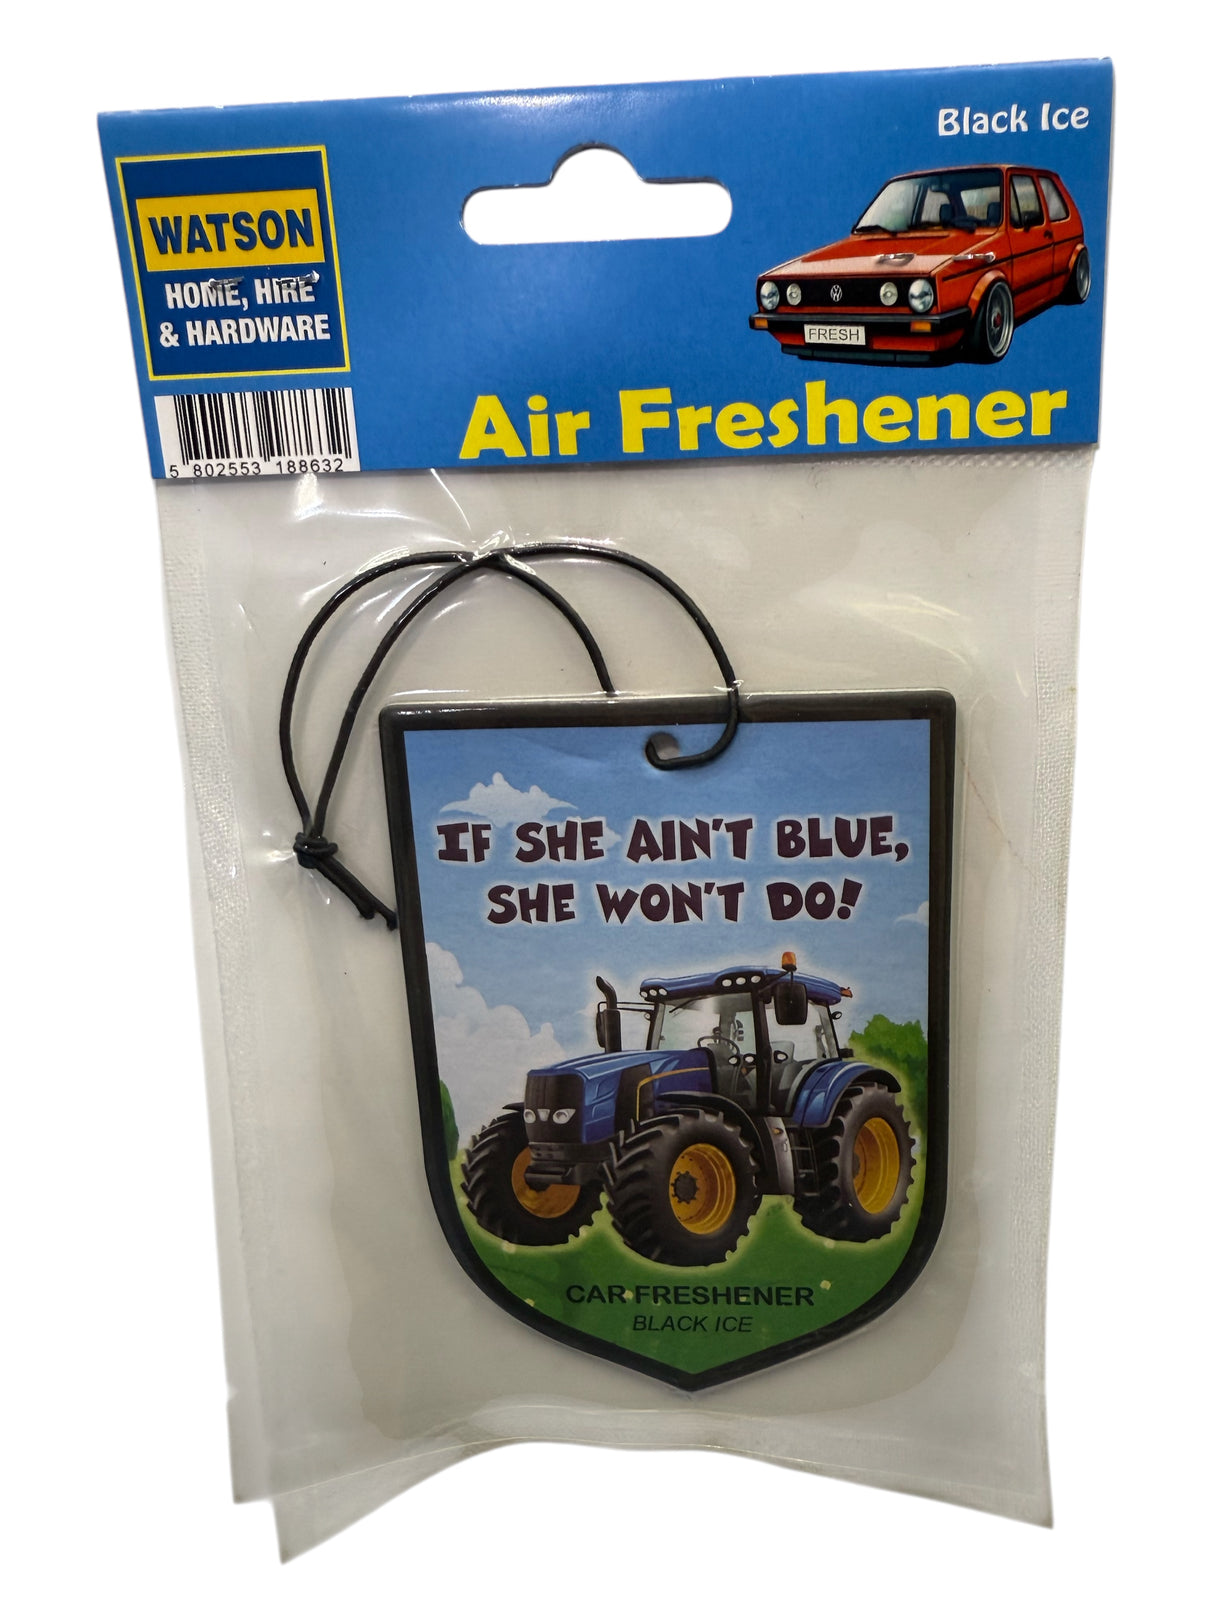 Black Ice
WATSON
HOME, HIRE
& HARDWARE
FRESH
Air Freshener
5 802553 188632
IF SHE AIN'T BLUE,
SHE WON'T DO!
CAR FRESHENER
BLACK ICE